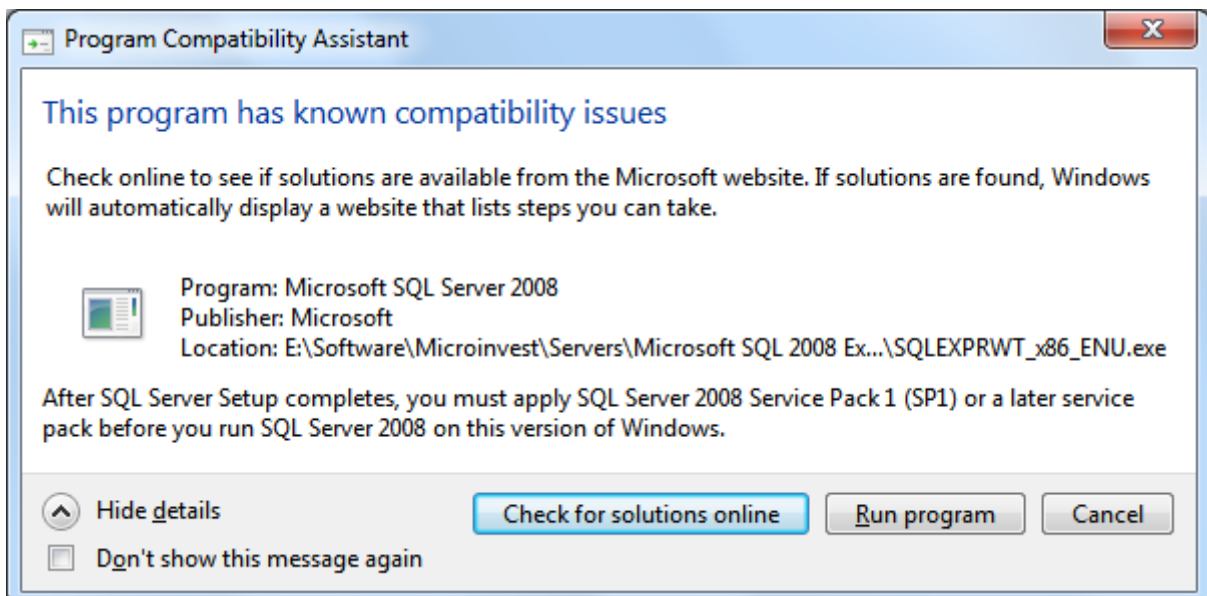 Program Compatibility Assistant
This program has known compatibility issues
Check online to see if solutions are available from the Microsoft website. If solutions are found, Windows
will automatically display a website that lists steps you can take.
Program: Microsoft SQL Server 2008
Publisher: Microsoft
Location: E:\Software\Microinvest\Servers\Microsoft SQL 2008 Ex...\SQLEXPRWT_x86_ENU.exe
After SQL Server Setup completes, you must apply SQL Server 2008 Service Pack 1 (SP1) or a later service
pack before you run SQL Server 2008 on this version of Windows.
Hide details
Check for solutions online
Run program
Cancel
Don't show this message again